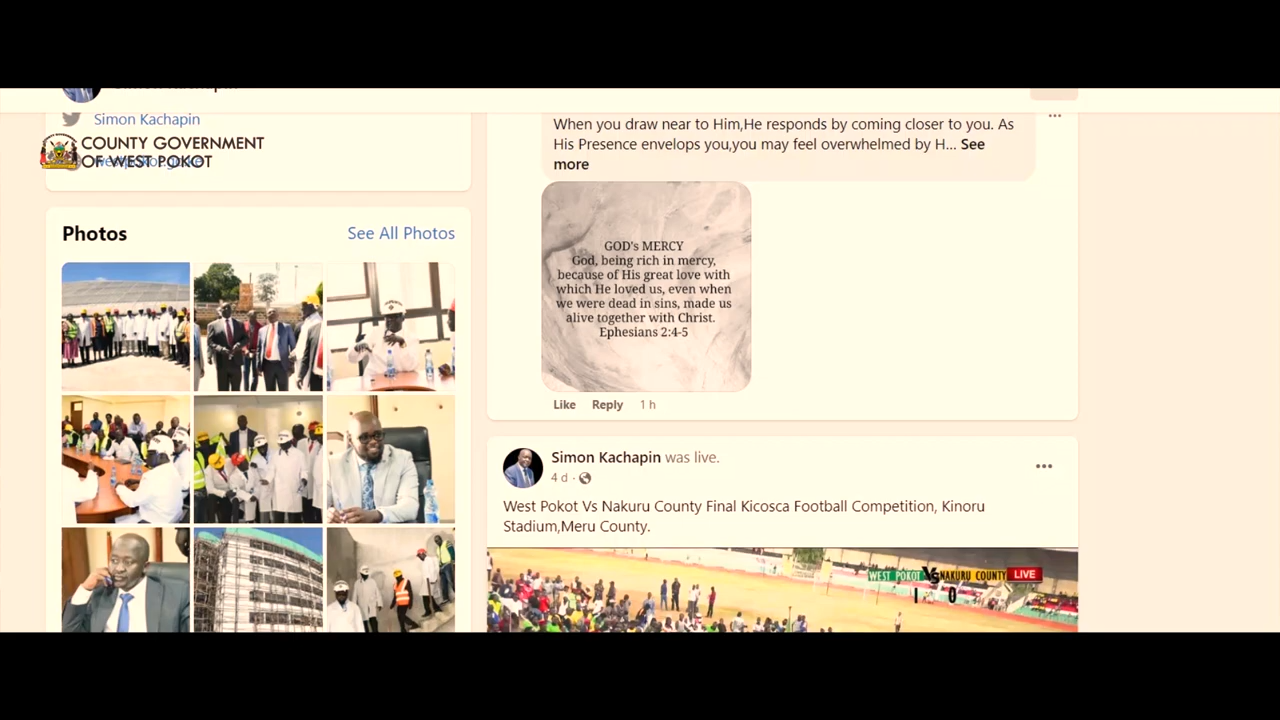 Simon Kachapin
COUNTY GOVERNMENT
OF WEST POKOT
Photos
See All Photos
When you draw near to Him,He responds by coming closer to you. As
His Presence envelops you,you may feel overwhelmed by H... See
more
GOD's MERCY
God, being rich in mercy,
because of His great love with
which He loved us, even when
we were dead in sins, made us
alive together with Christ.
Ephesians 2:4-5
Like Reply 1 h
Simon Kachapin was live.
4 d
West Pokot Vs Nakuru County Final Kicosca Football Competition, Kinoru
Stadium,Meru County.
WEST POKOT Vs NAKURU COUNTY LIVE
1 0